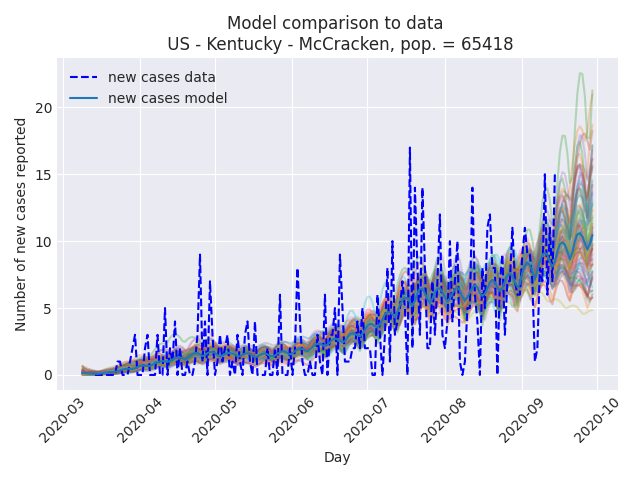 Model comparison to data
US - Kentucky - McCracken, pop. = 65418
new cases data
new cases model
Number of new cases reported
20
15
10
5
0
2020-03
2020-04
2020-05
2020-06
2020-07
2020-08
2020-09
2020-10
Day